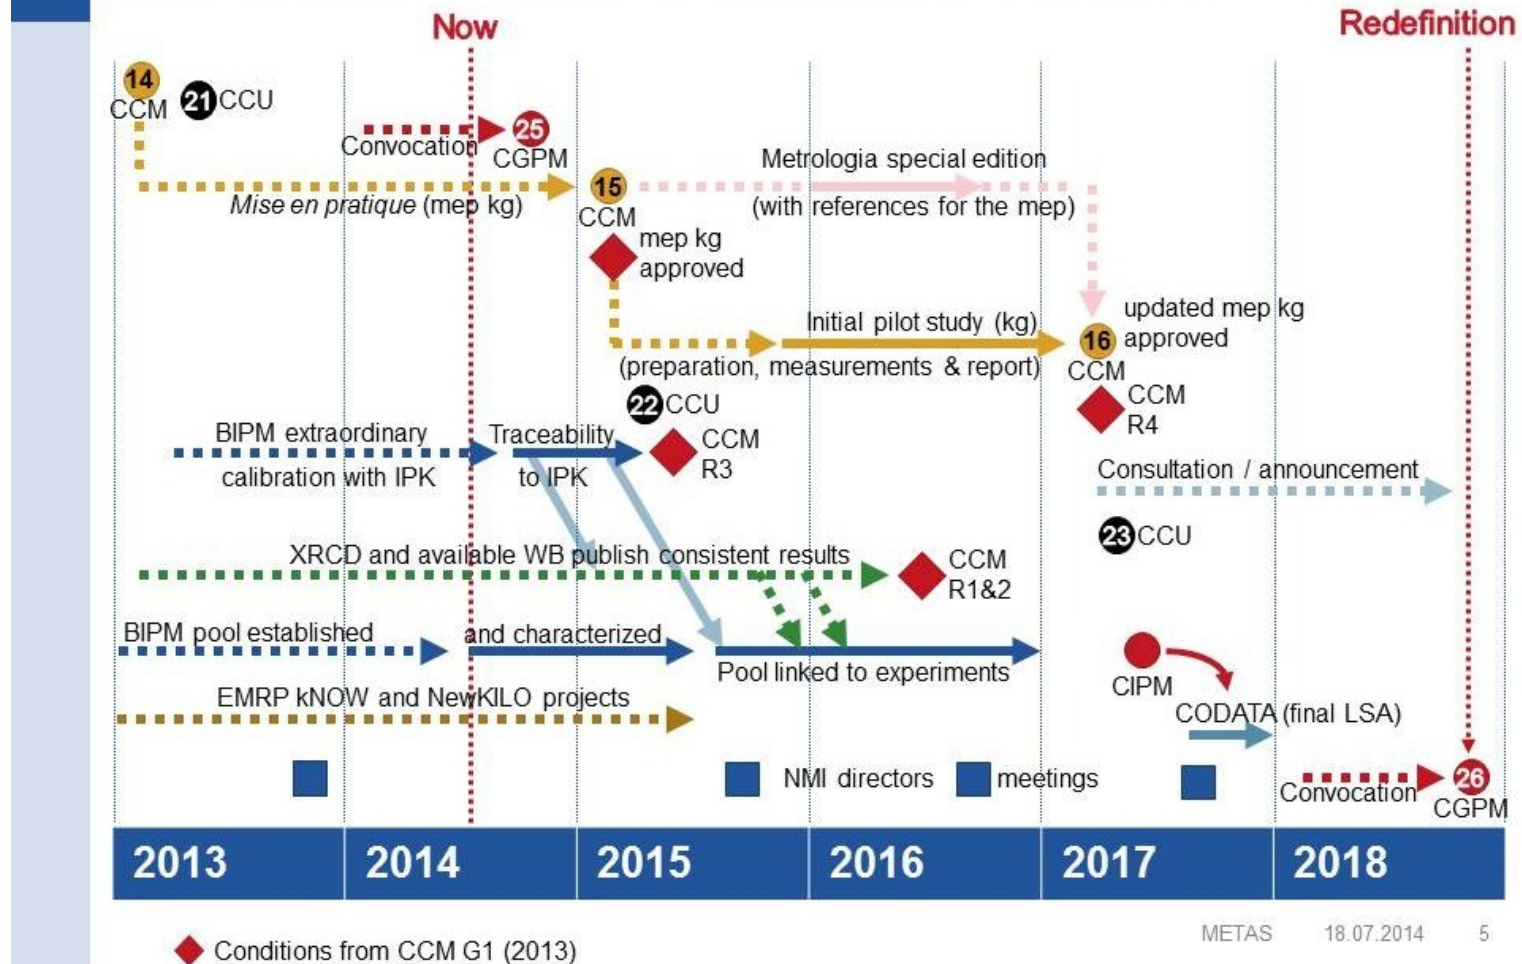 Now
Redefinition
14
CCM
21 CCU
Convocation
25
CGPM
Mise en pratique (mep kg)
15
CCM
Metrologia special edition
(with references for the mep)
mep kg
approved
Initial pilot study (kg)
(preparation, measurements & report)
updated mep kg
16 approved
CCM
CCM
R4
22 CCU
BIPM extraordinary
calibration with IPK
Traceability
to IPK
CCM
R3
Consultation / announcement
23 CCU
XRCD and available WB publish consistent results
CCM
R1&2
BIPM pool established
and characterized
Pool linked to experiments
EMRP kNOW and NewKILO projects
CIPM
CODATA (final LSA)
NMI directors
meetings
Convocation
26
CGPM
2013
2014
2015
2016
2017
2018
METAS 18.07.2014 5
Conditions from CCM G1 (2013)